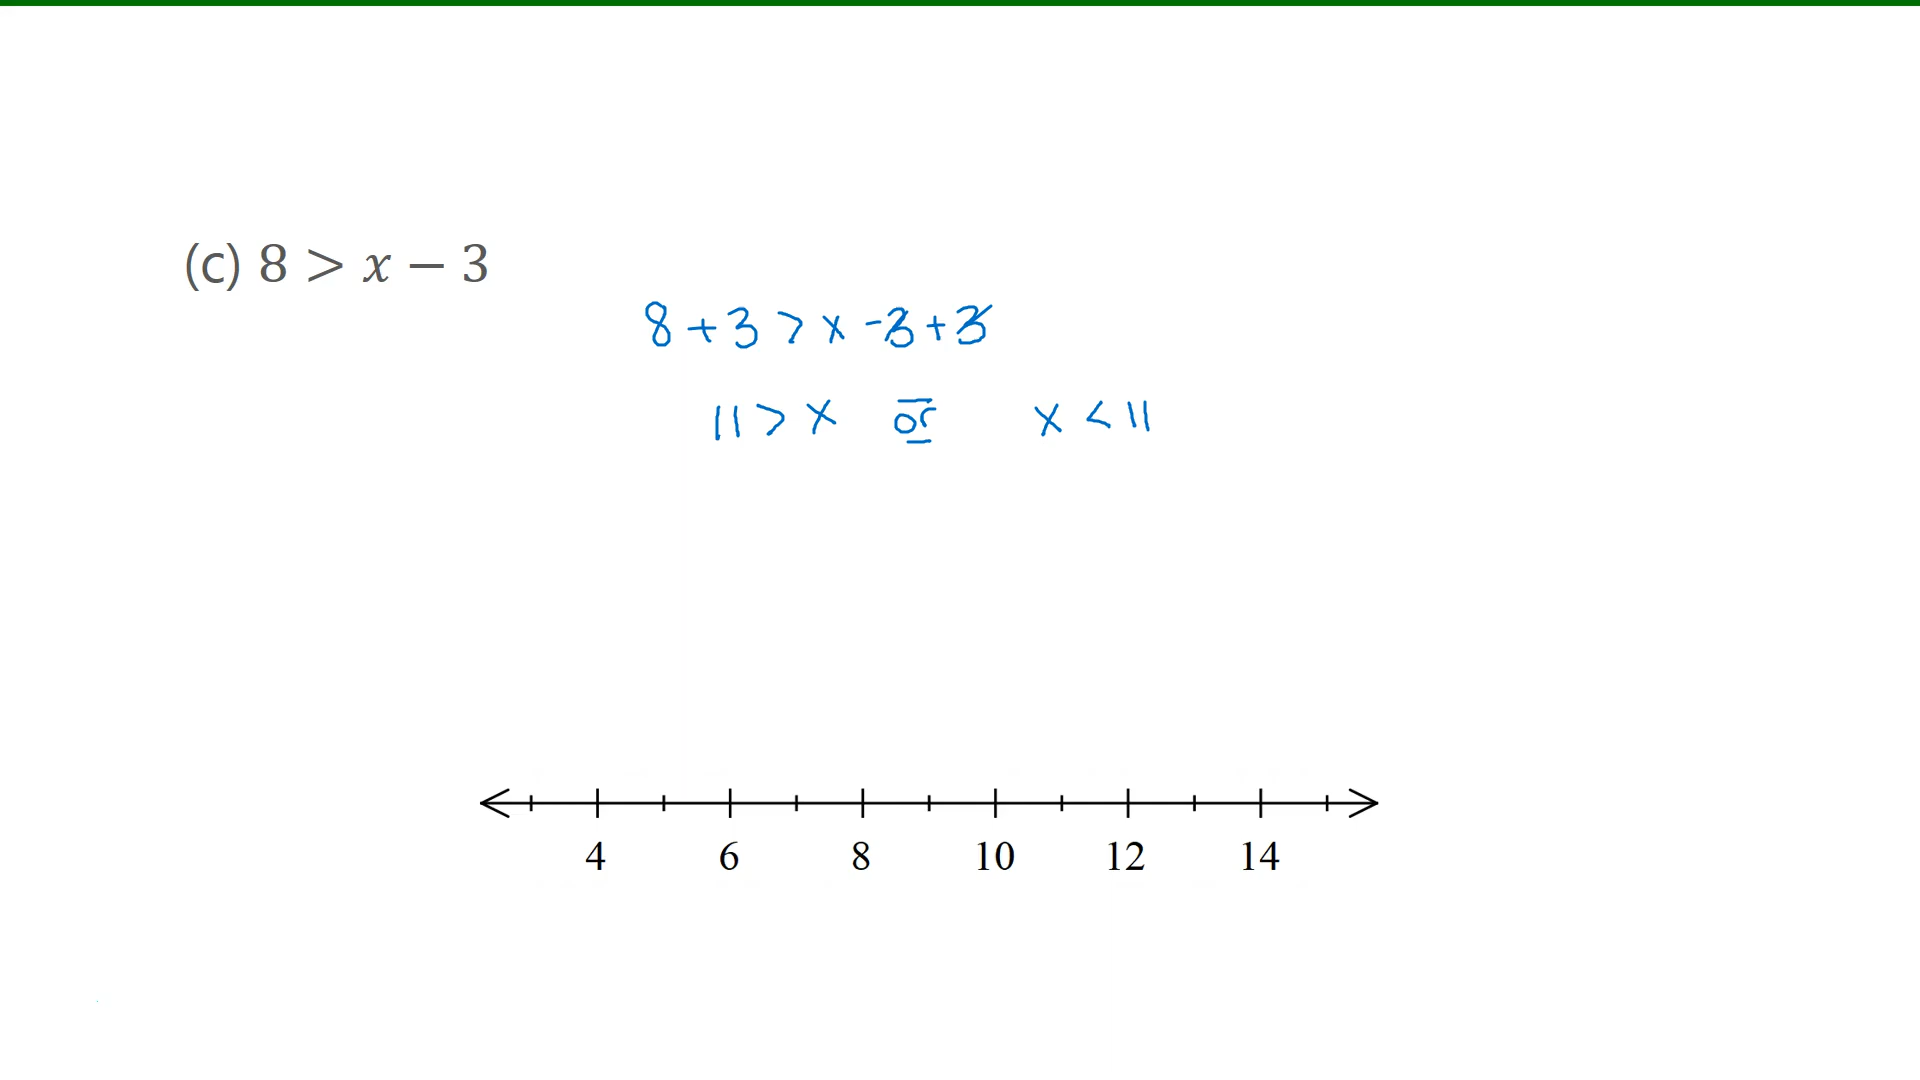 (c) 8 > x − 3
8 + 3 > x - 3 + 3
11 > x or x < 11
4 6 8 10 12 14